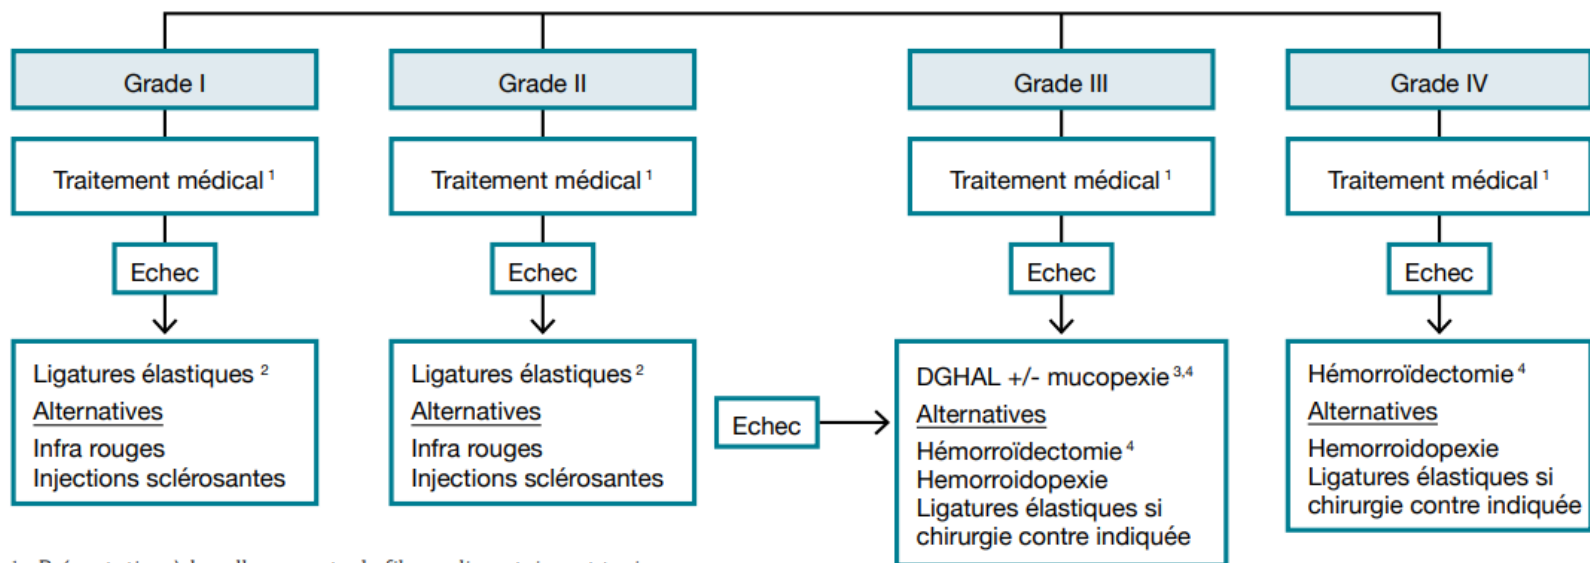 Grade I
Grade II
Grade III
Grade IV
Traitement médical 1
Traitement médical 1
Traitement médical 1
Traitement médical 1
Echec
Echec
Echec
Echec
Ligatures élastiques 2
Alternatives
Infra rouges
Injections sclérosantes
Ligatures élastiques 2
Alternatives
Infra rouges
Injections sclérosantes
Echec
DGHAL +/- mucopexie 3,4
Alternatives
Hémorroïdectomie 4
Hemorroidopexie
Ligatures élastiques si
chirurgie contre indiquée
Hémorroïdectomie 4
Alternatives
Hemorroidopexie
Ligatures élastiques si
chirurgie contre indiquée